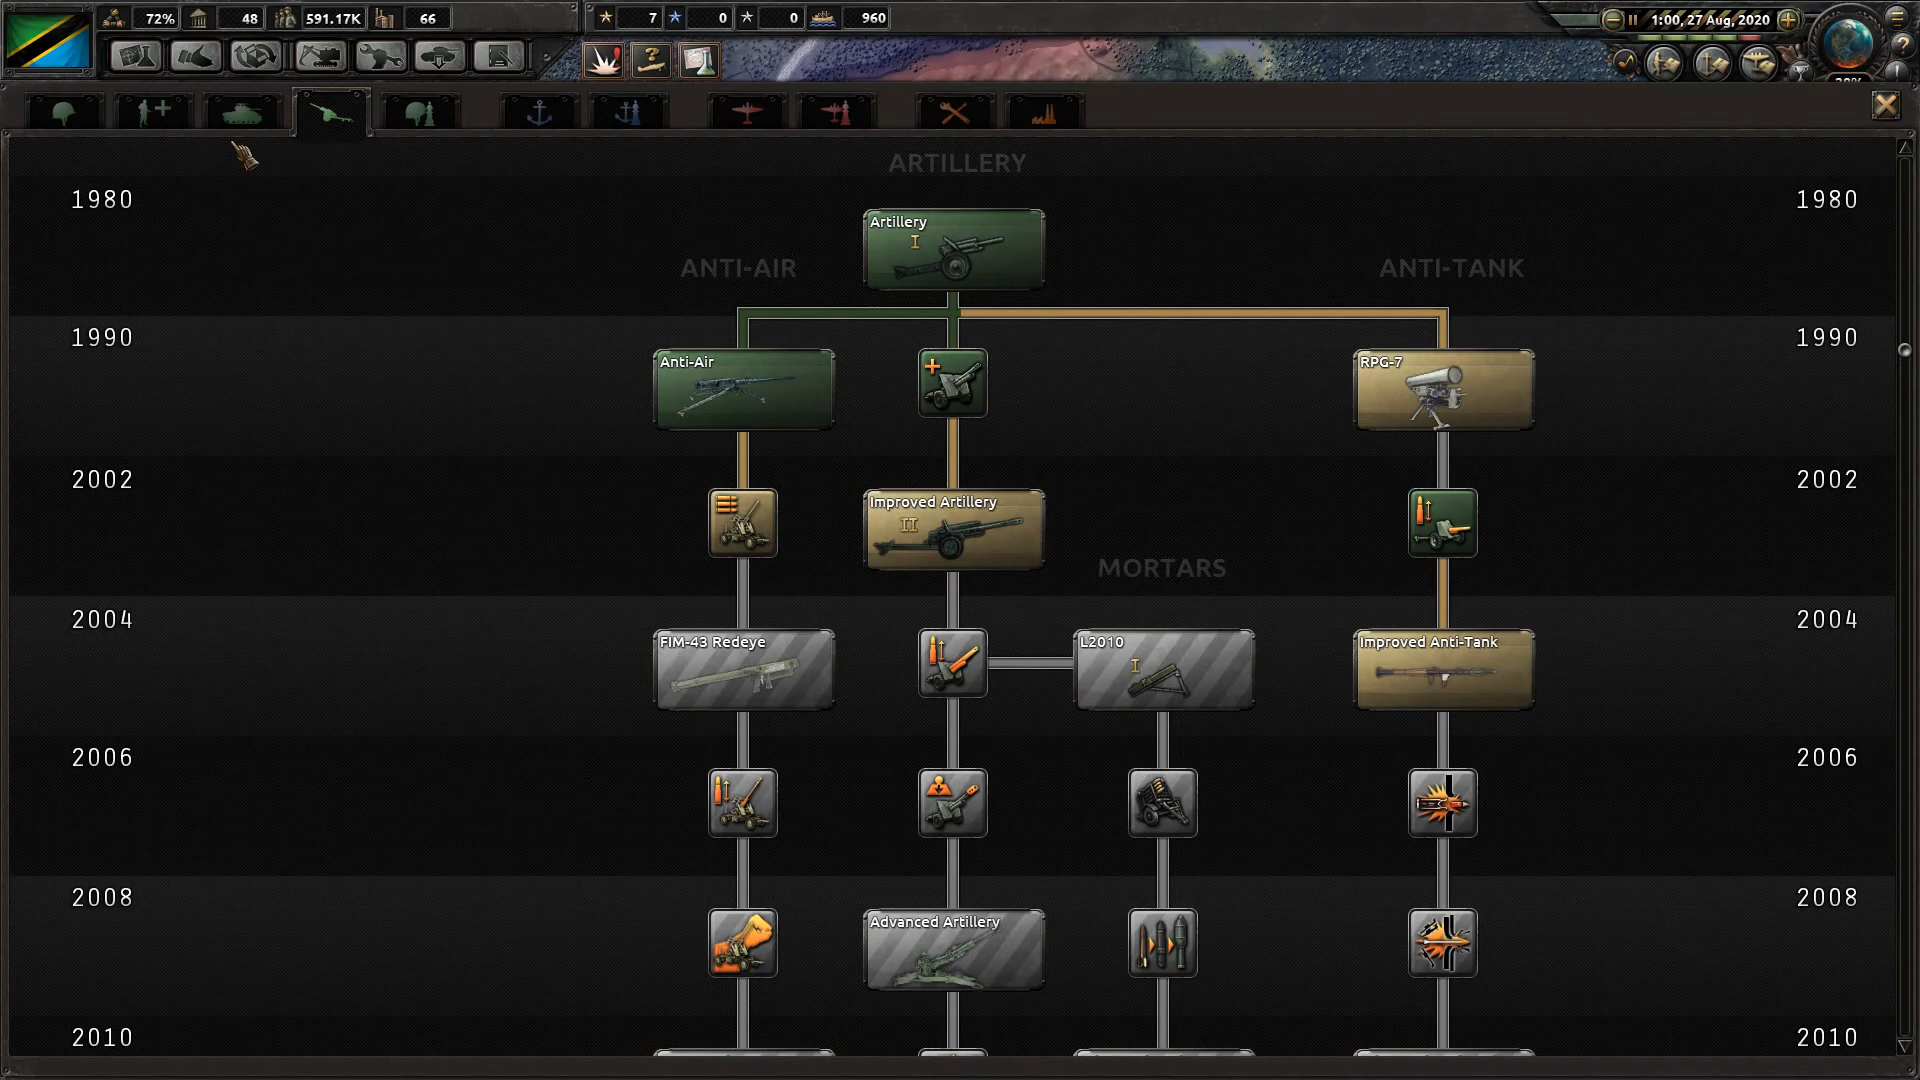 72% 48 591.17K 66 7 0 0 960 1:00, 27 Aug, 2020
ARTILLERY
1980 1980
Artillery
I
ANTI-AIR ANTI-TANK
1990 1990
Anti-Air RPG-7
2002 2002
Improved Artillery
II
MORTARS
2004 2004
FIM-43 Redeye L2010 Improved Anti-Tank
I
2006 2006
2008 2008
Advanced Artillery
2010 2010